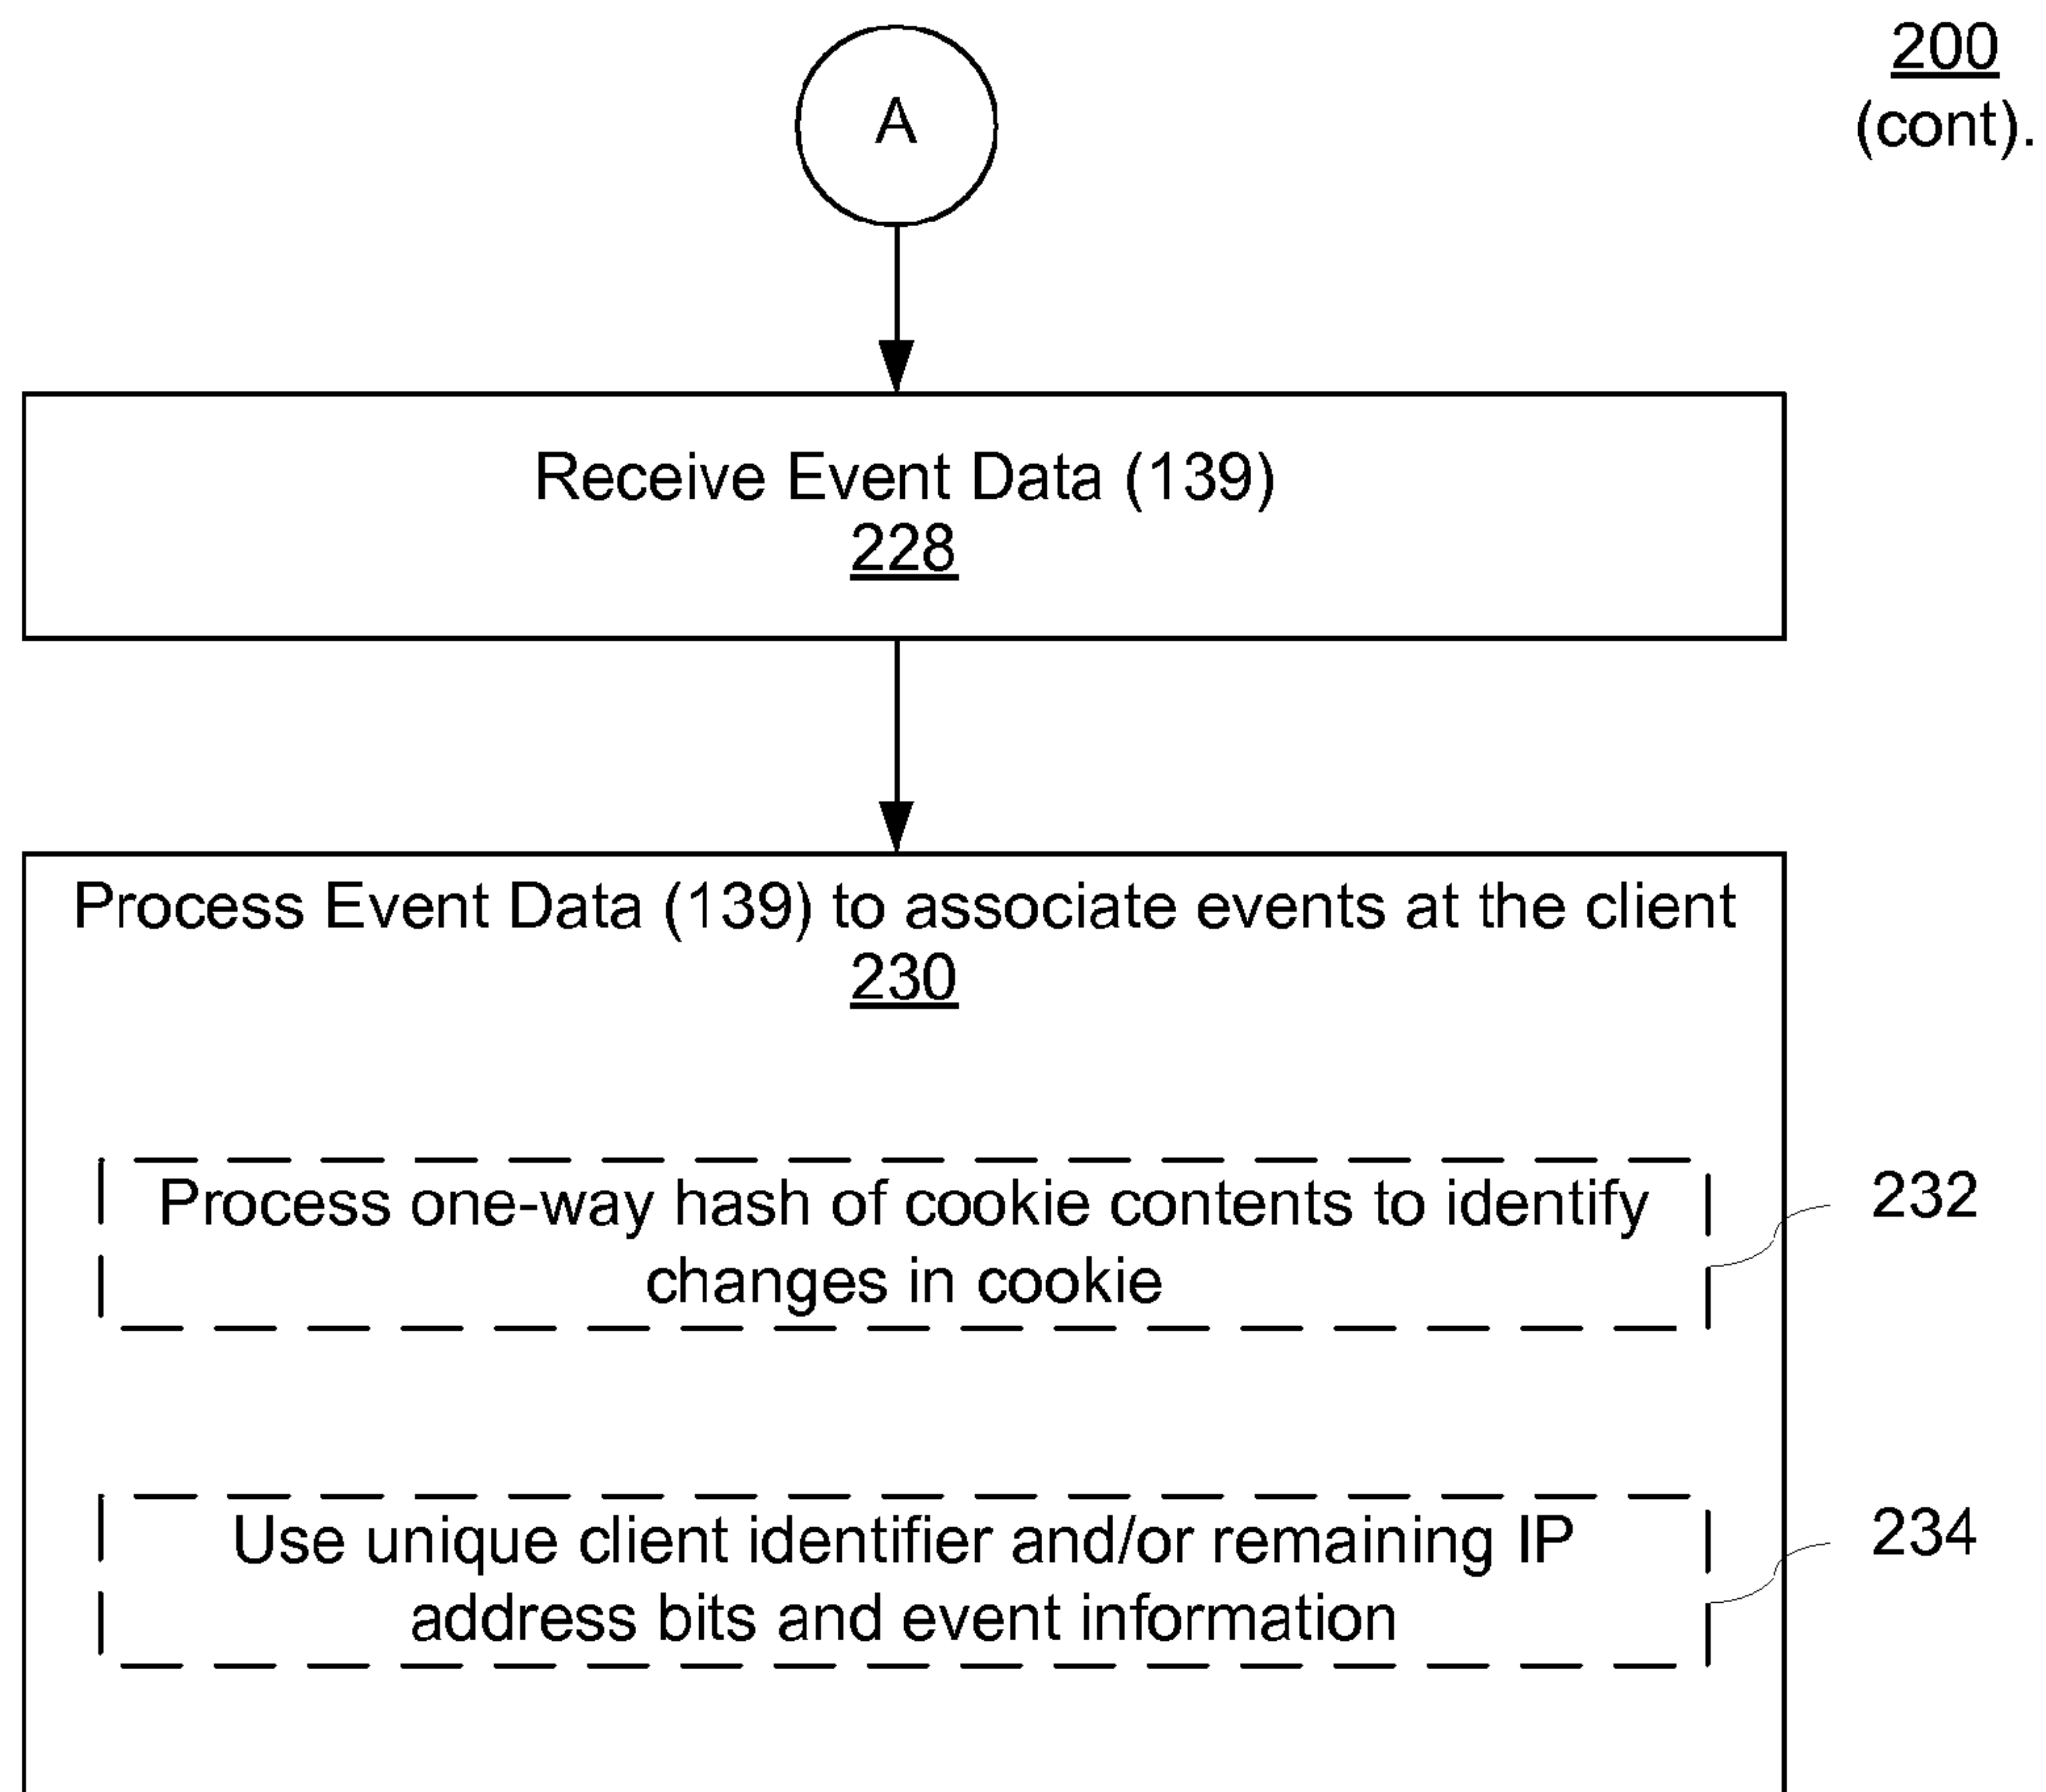 200
(cont).
A
Receive Event Data (139)
228
Process Event Data (139) to associate events at the client
230
Process one-way hash of cookie contents to identify
changes in cookie
232
Use unique client identifier and/or remaining IP
address bits and event information
234